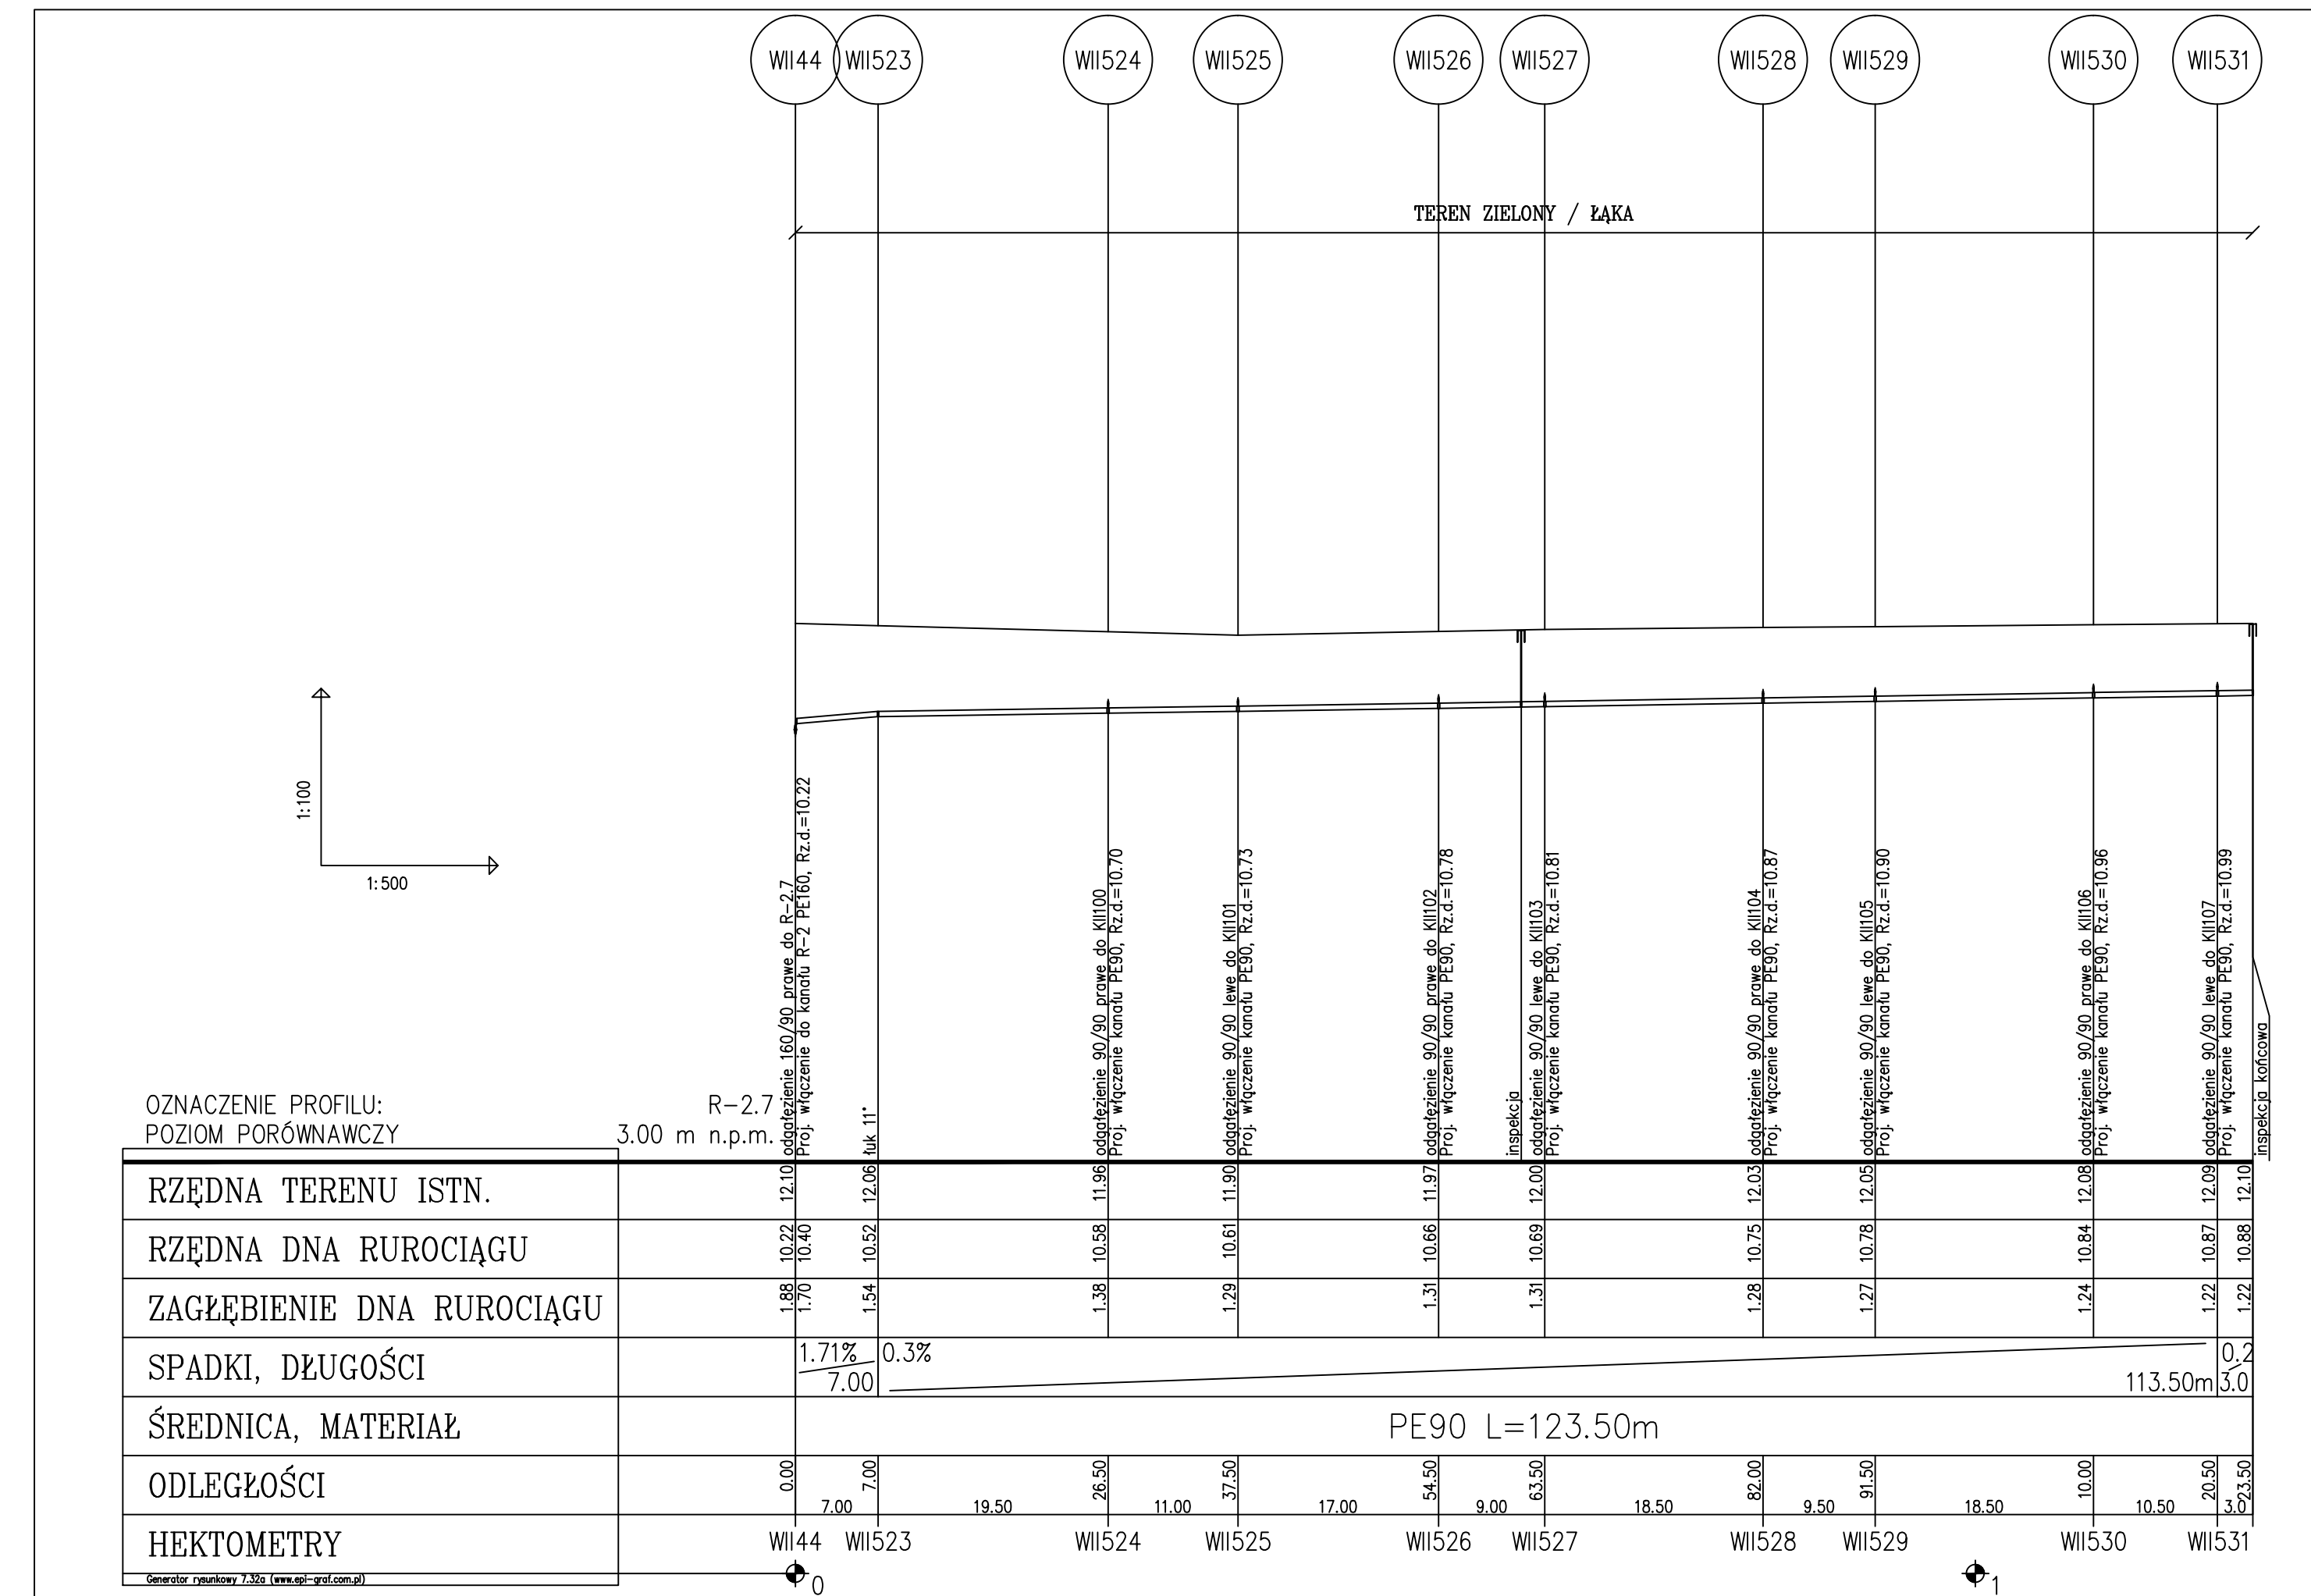 WII44 WII523 WII524 WII525 WII526 WII527 WII528 WII529 WII530 WII531
TEREN ZIELONY / ŁĄKA
1:100
1:500
odgałęzienie 160/90 prawe do R-2.7
Proj. włączenie do kanału R-2 PE160, Rz.d.=10.22
łuk 11°
odgałęzienie 90/90 prawe do KII100
Proj. włączenie kanału PE90, Rz.d.=10.70
odgałęzienie 90/90 lewe do KII101
Proj. włączenie kanału PE90, Rz.d.=10.73
odgałęzienie 90/90 prawe do KII102
Proj. włączenie kanału PE90, Rz.d.=10.78
inspekcja
odgałęzienie 90/90 lewe do KII103
Proj. włączenie kanału PE90, Rz.d.=10.81
odgałęzienie 90/90 prawe do KII104
Proj. włączenie kanału PE90, Rz.d.=10.87
odgałęzienie 90/90 lewe do KII105
Proj. włączenie kanału PE90, Rz.d.=10.90
odgałęzienie 90/90 prawe do KII106
Proj. włączenie kanału PE90, Rz.d.=10.96
odgałęzienie 90/90 lewe do KII107
Proj. włączenie kanału PE90, Rz.d.=10.99
inspekcja końcowa
OZNACZENIE PROFILU: R-2.7
POZIOM PORÓWNAWCZY 3.00 m n.p.m.
RZĘDNA TERENU ISTN. 12.10 12.06 11.96 11.90 11.97 12.00 12.03 12.05 12.08 12.09 12.10
RZĘDNA DNA RUROCIĄGU 10.22 10.40 10.52 10.58 10.61 10.66 10.69 10.75 10.78 10.84 10.87 10.88
ZAGŁĘBIENIE DNA RUROCIĄGU 1.88 1.70 1.54 1.38 1.29 1.31 1.31 1.28 1.27 1.24 1.22 1.22
SPADKI, DŁUGOŚCI
1.71% 0.3% 0.2
7.00 113.50m 3.0
ŚREDNICA, MATERIAŁ PE90 L=123.50m
ODLEGŁOŚCI 0.00 7.00 26.50 37.50 54.50 63.50 82.00 91.50 10.00 20.50 23.50
7.00 19.50 11.00 17.00 9.00 18.50 9.50 18.50 10.50 3.0
HEKTOMETRY WII44 WII523 WII524 WII525 WII526 WII527 WII528 WII529 WII530 WII531
Generator rysunkowy 7.32a (www.epi-graf.com.pl)
0 1